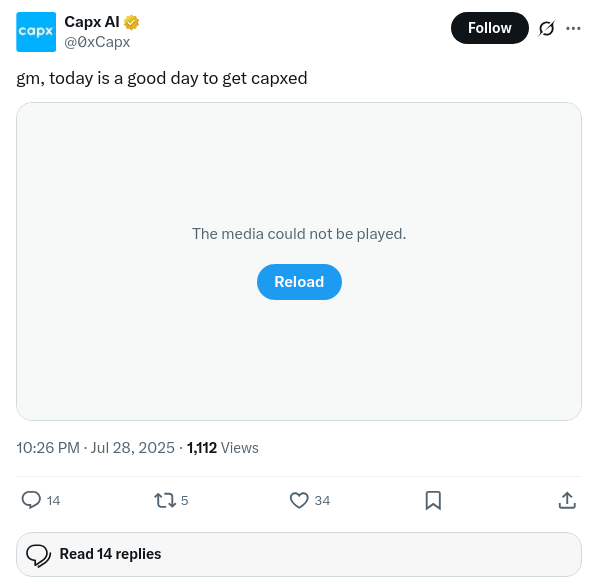 capx
Capx AI
@0xCapx
Follow
gm, today is a good day to get capxed
The media could not be played.
Reload
10:26 PM · Jul 28, 2025 · 1,112 Views
14
5
34
Read 14 replies